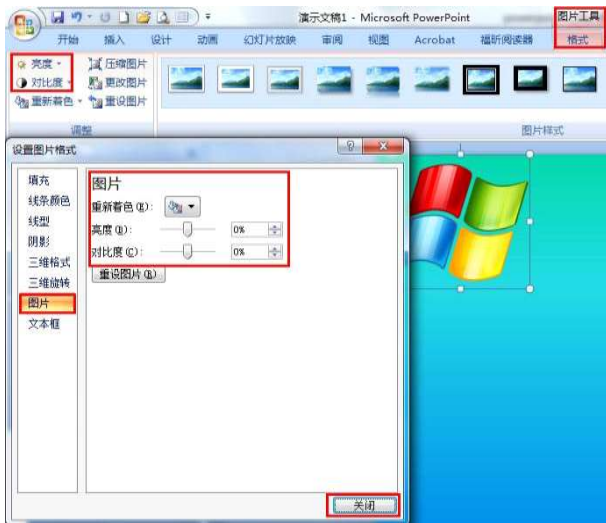 演示文稿1 - Microsoft PowerPoint
图片工具
开始 插入 设计 动画 幻灯片放映 审阅 视图 Acrobat 福昕阅读器 格式
亮度
压缩图片
对比度
更改图片
重新着色
重设图片
调整
图片样式
设置图片格式
填充
线条颜色
线型
阴影
三维格式
三维旋转
图片
文本框
图片
重新着色(E):
亮度(I): 0%
对比度(C): 0%
重设图片(R)
关闭